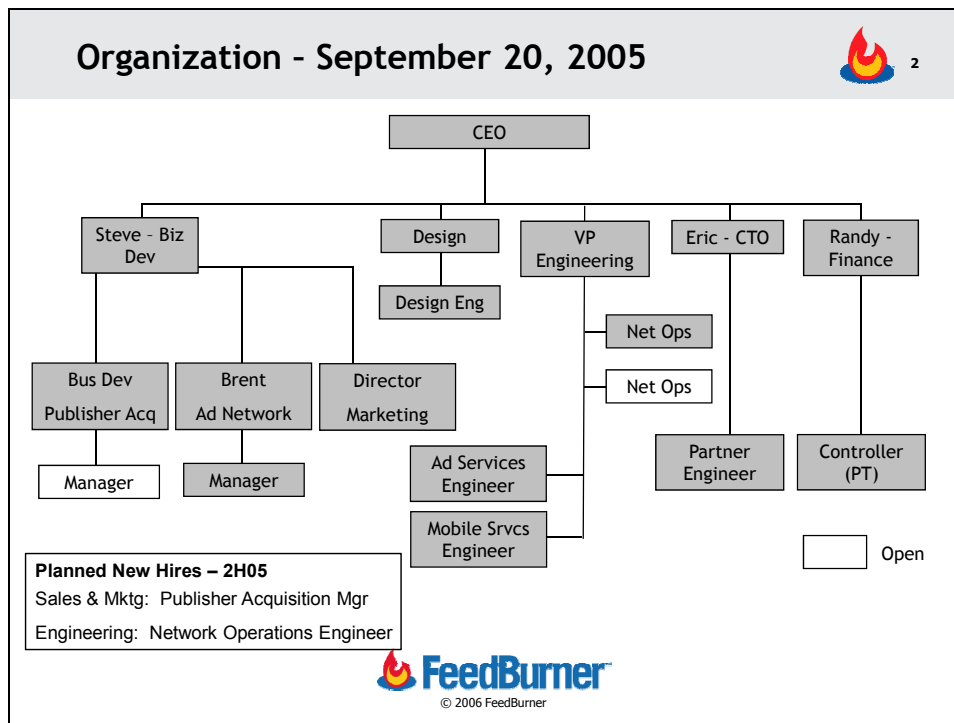 Organization – September 20, 2005
2
CEO
Steve – Biz
Dev
Design
VP
Engineering
Eric - CTO
Randy -
Finance
Design Eng
Net Ops
Net Ops
Bus Dev
Publisher Acq
Brent
Ad Network
Director
Marketing
Manager
Manager
Ad Services
Engineer
Mobile Srvcs
Engineer
Partner
Engineer
Controller
(PT)
Open
Planned New Hires – 2H05
Sales & Mktg: Publisher Acquisition Mgr
Engineering: Network Operations Engineer
FeedBurner™
© 2006 FeedBurner